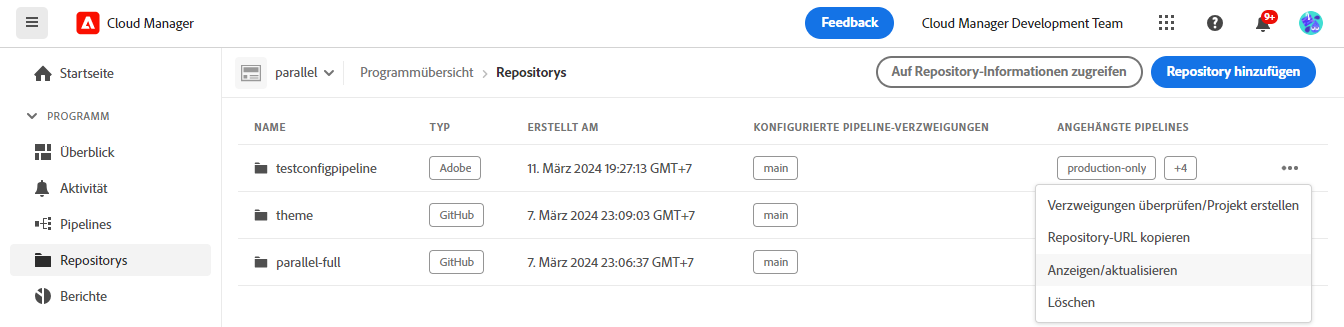 Cloud Manager
Feedback
Cloud Manager Development Team
9+
Startseite
PROGRAMM
Überblick
Aktivität
Pipelines
Repositorys
Berichte
parallel
Programmübersicht > Repositorys
Auf Repository-Informationen zugreifen
Repository hinzufügen
NAME TYP ERSTELLT AM KONFIGURIERTE PIPELINE-VERZWEIGUNGEN ANGEHÄNGTE PIPELINES
testconfigpipeline Adobe 11. März 2024 19:27:13 GMT+7 main production-only +4
theme GitHub 7. März 2024 23:09:03 GMT+7 main
parallel-full GitHub 7. März 2024 23:06:37 GMT+7 main
Verzweigungen überprüfen/Projekt erstellen
Repository-URL kopieren
Anzeigen/aktualisieren
Löschen